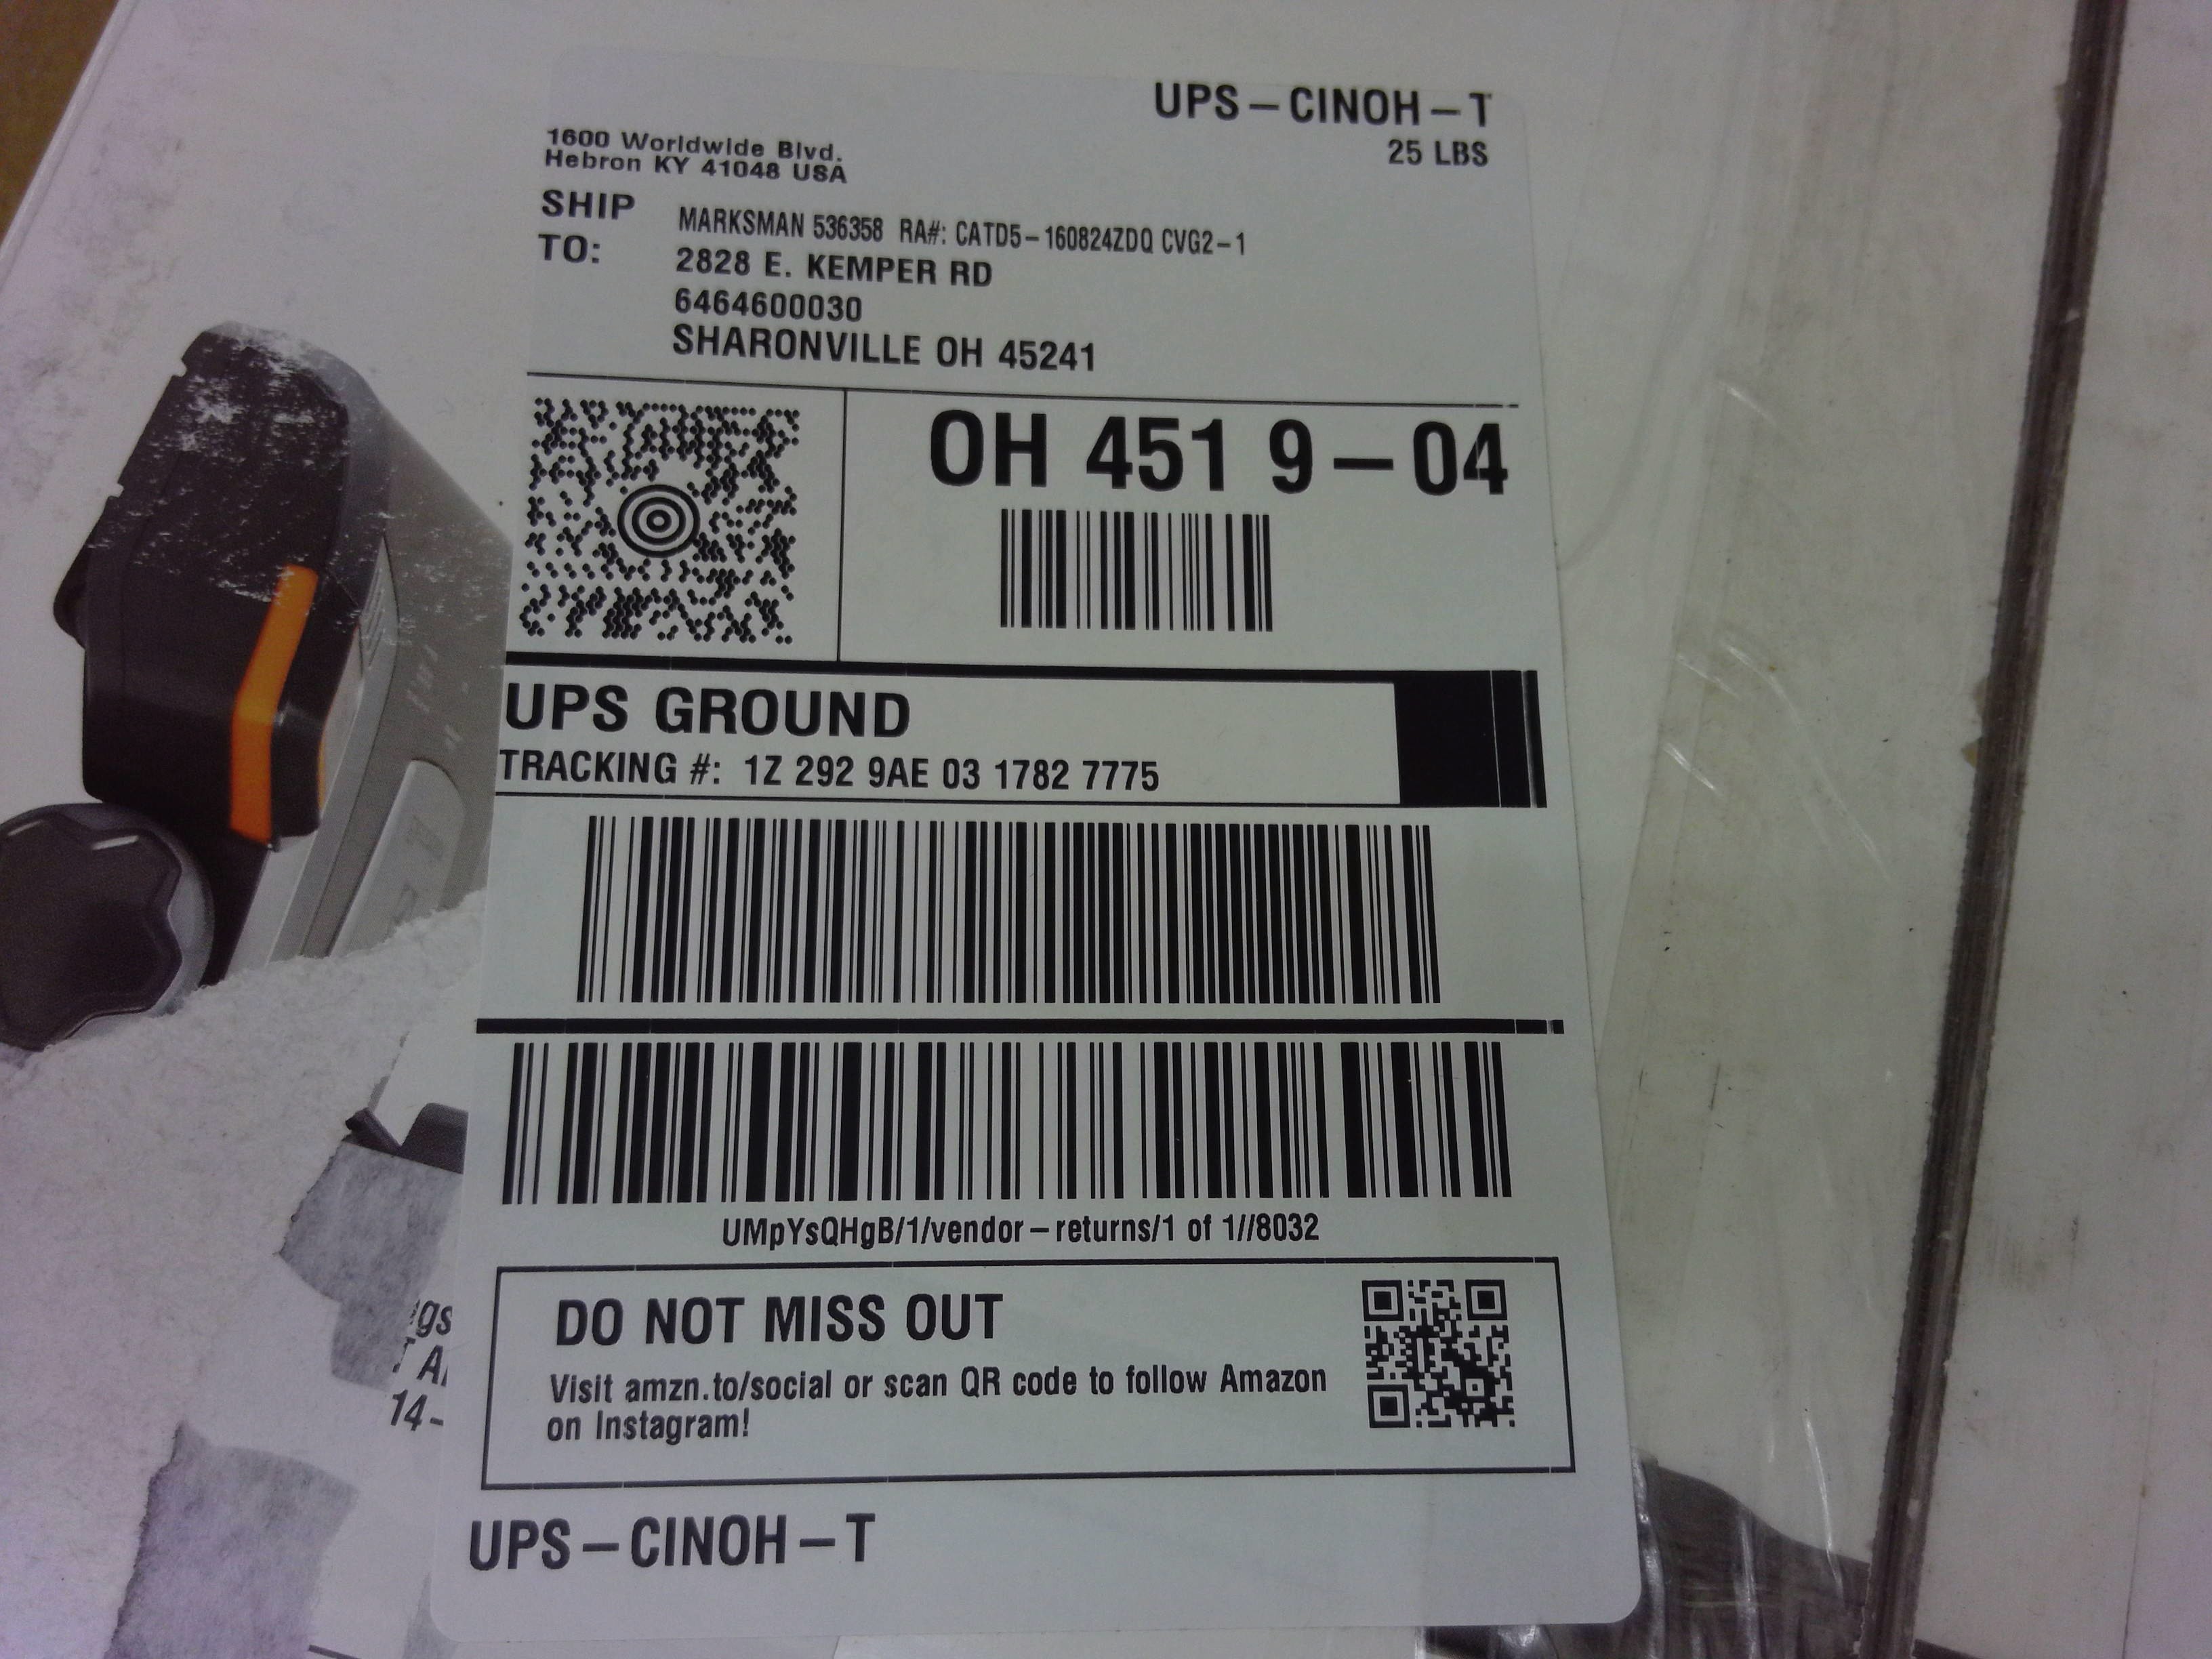 UPS – CINOH – T
25 LBS
1600 Worldwide Blvd.
Hebron KY 41048 USA
SHIP TO:
MARKSMAN 536358 RA#: CATD5–160824ZDQ CVG2–1
2828 E. KEMPER RD
6464600030
SHARONVILLE OH 45241
OH 451 9 – 04
UPS GROUND
TRACKING #: 1Z 292 9AE 03 1782 7775
UMpYsQHgB/1/vendor – returns/1 of 1//8032
DO NOT MISS OUT
Visit amzn.to/social or scan QR code to follow Amazon
on Instagram!
UPS – CINOH – T
14-